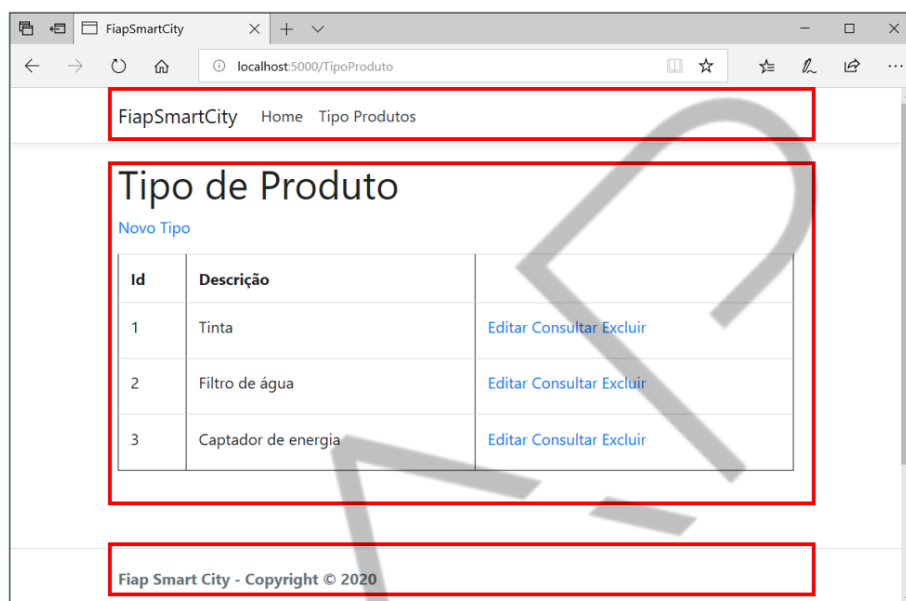 FiapSmartCity
localhost:5000/TipoProduto
FiapSmartCity Home Tipo Produtos
Tipo de Produto
Novo Tipo
Id Descrição
1 Tinta Editar Consultar Excluir
2 Filtro de água Editar Consultar Excluir
3 Captador de energia Editar Consultar Excluir
Fiap Smart City - Copyright © 2020